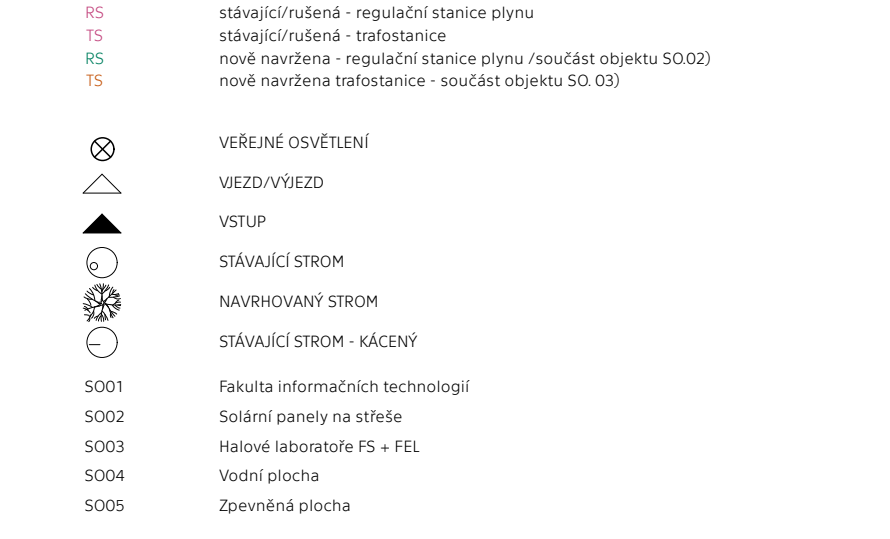 RS stávající/rušená - regulační stanice plynu
TS stávající/rušená - trafostanice
RS nově navržena - regulační stanice plynu /součást objektu SO.02)
TS nově navržena trafostanice - součást objektu SO. 03)
VEŘEJNÉ OSVĚTLENÍ
VJEZD/VÝJEZD
VSTUP
STÁVAJÍCÍ STROM
NAVRHOVANÝ STROM
STÁVAJÍCÍ STROM - KÁCENÝ
SO01 Fakulta informačních technologií
SO02 Solární panely na střeše
SO03 Halové laboratoře FS + FEL
SO04 Vodní plocha
SO05 Zpevněná plocha